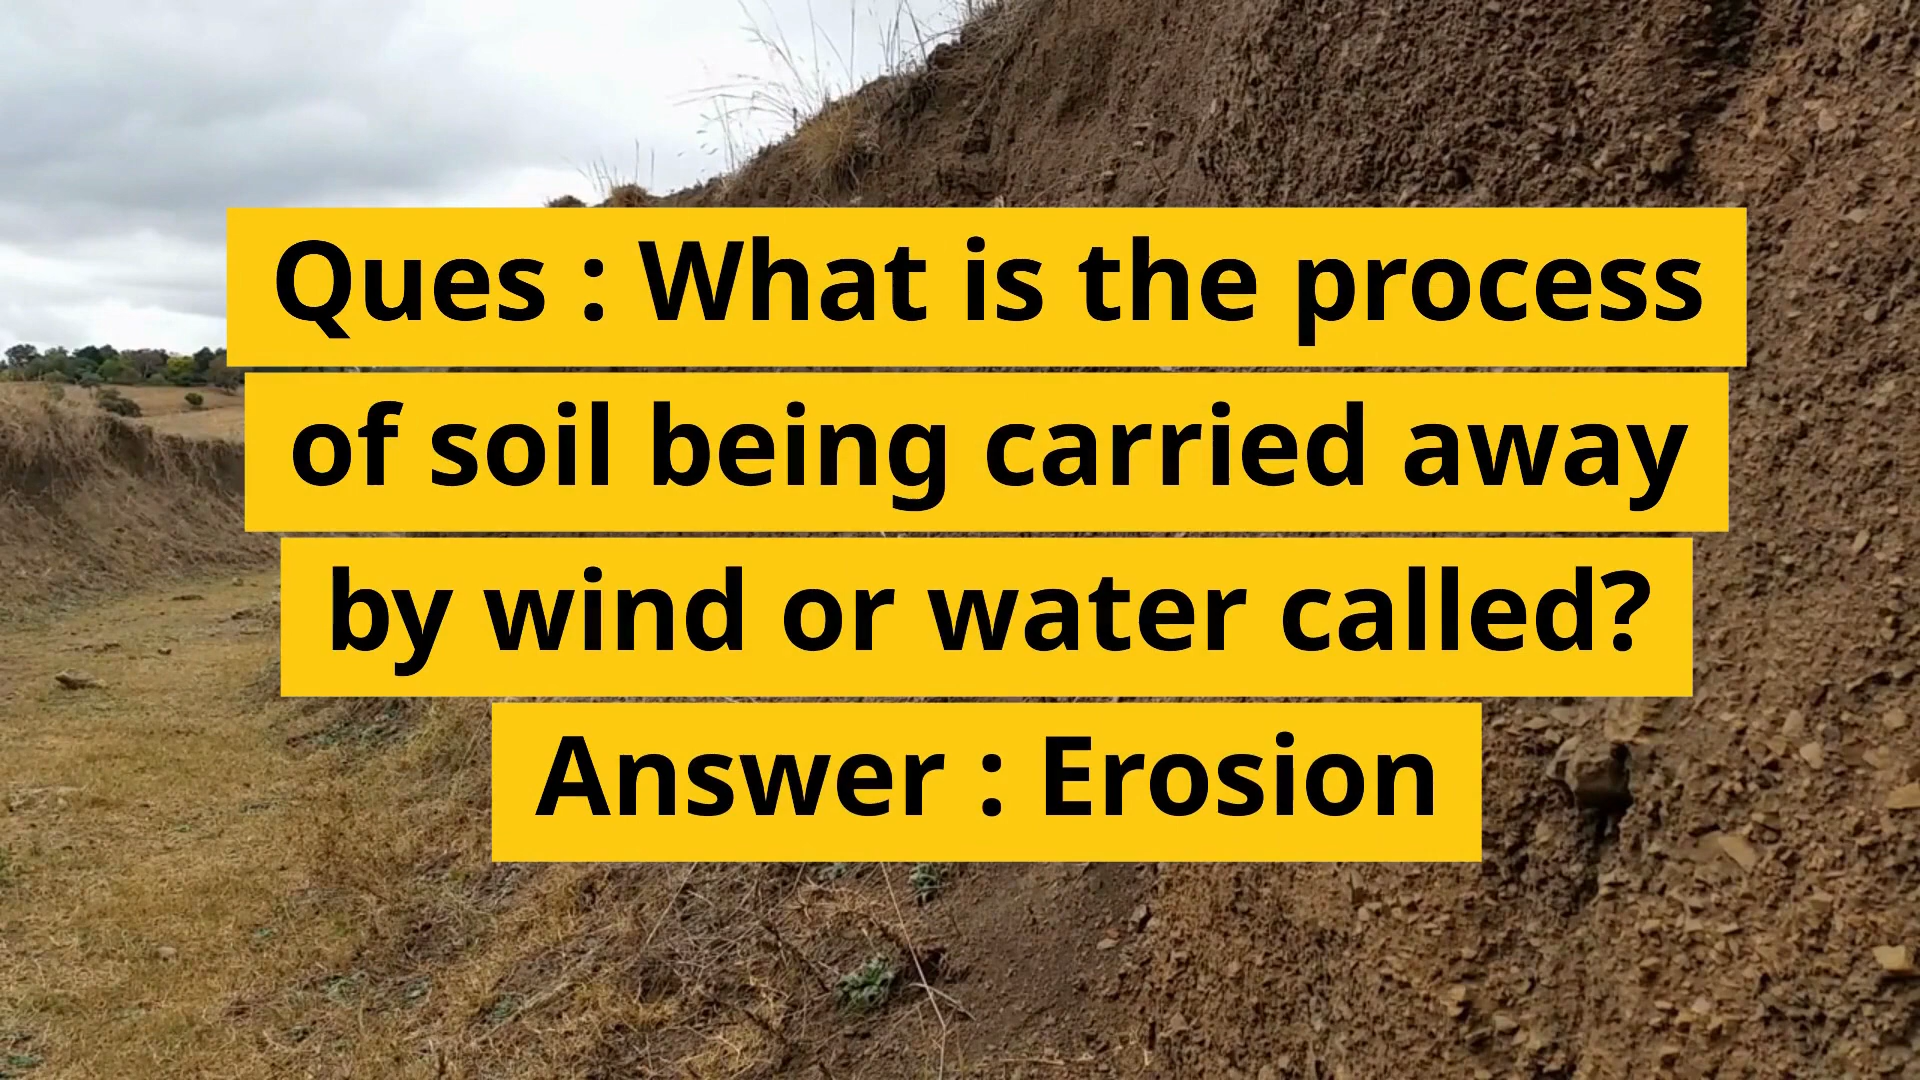 Ques : What is the process
of soil being carried away
by wind or water called?
Answer : Erosion